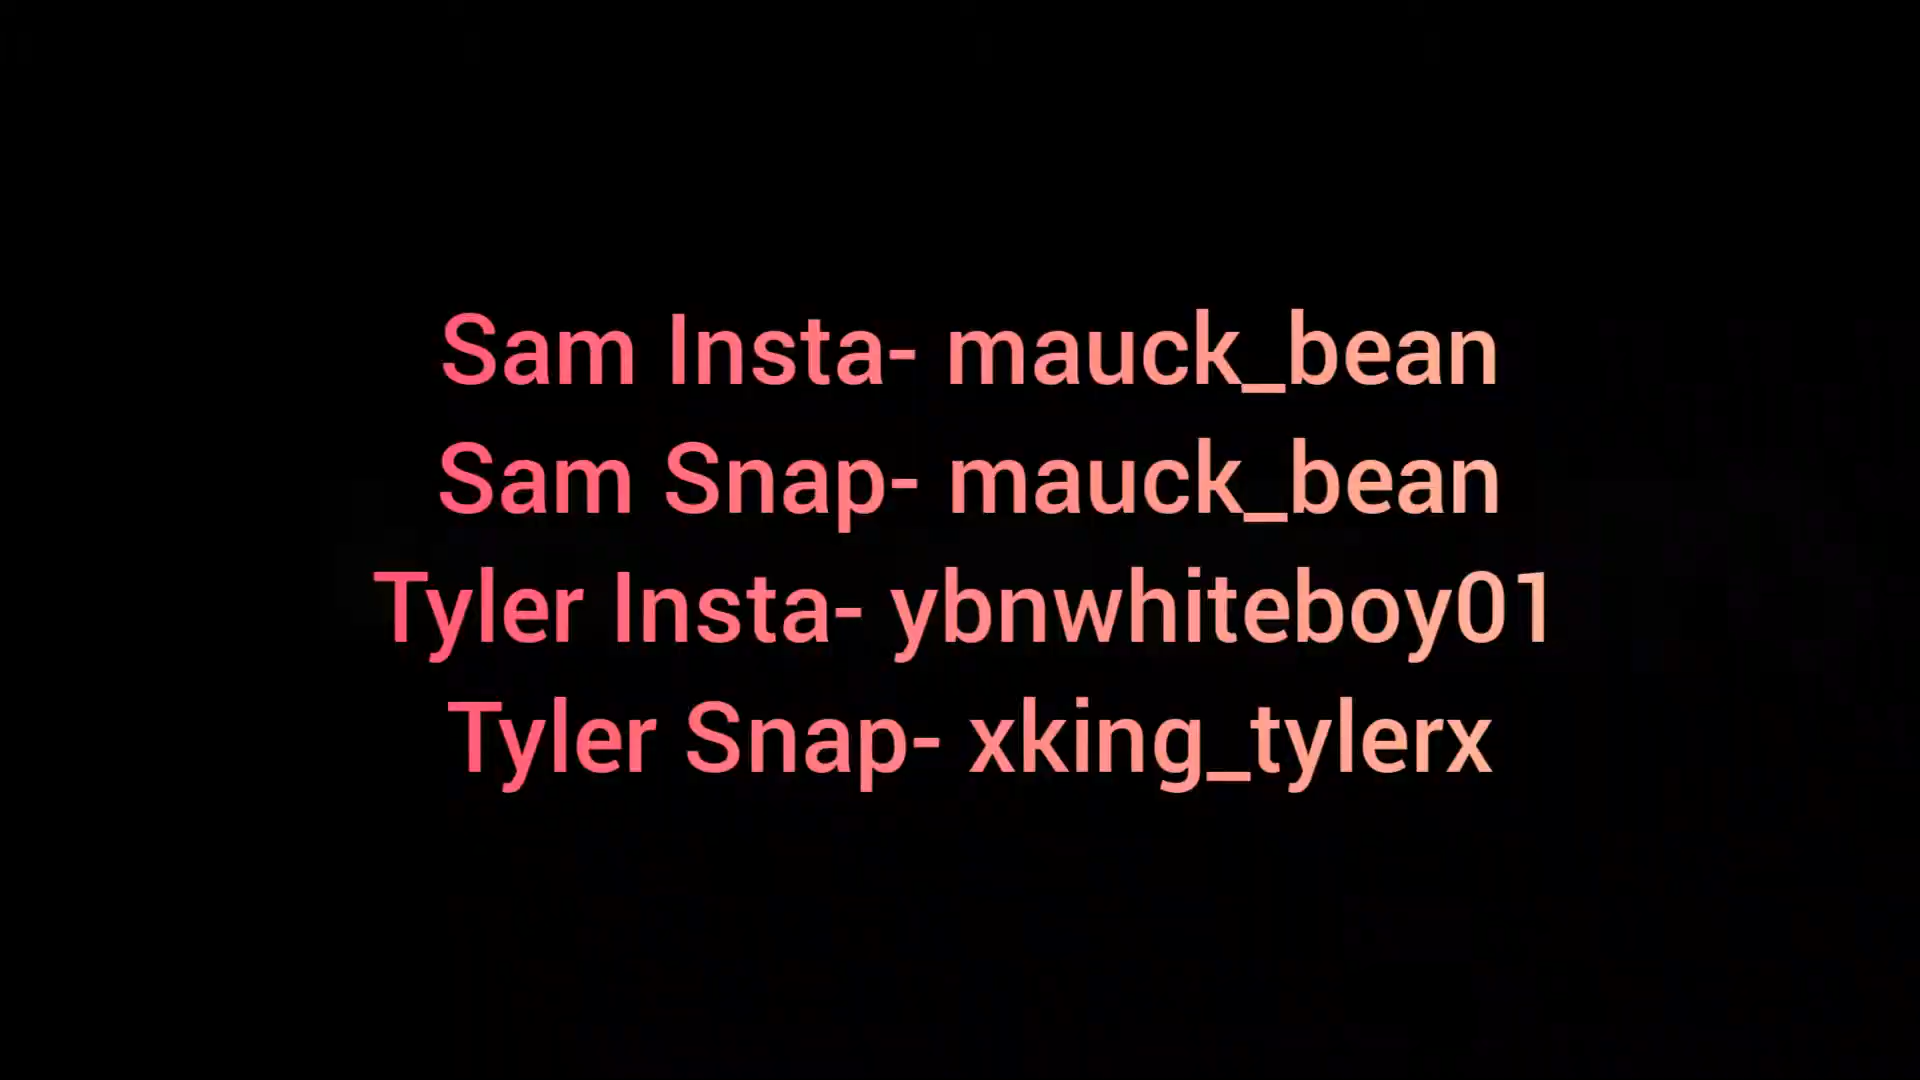 Sam Insta- mauck_bean
Sam Snap- mauck_bean
Tyler Insta- ybnwhiteboy01
Tyler Snap- xking_tylerx